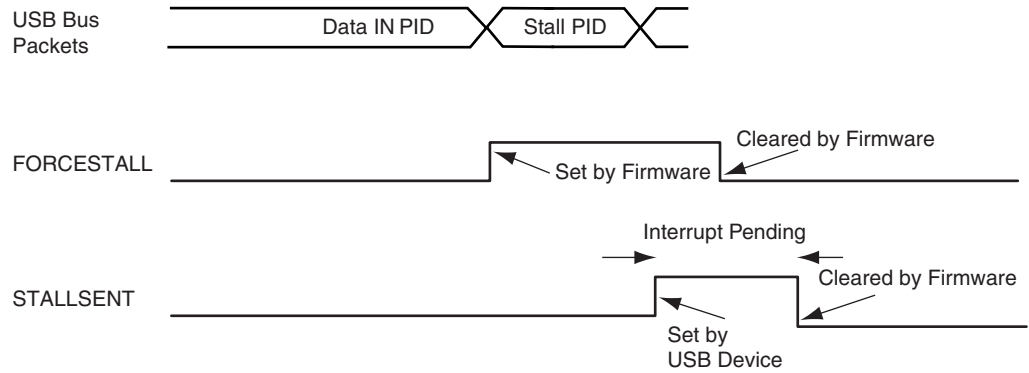 USB Bus
Packets
Data IN PID
Stall PID
FORCESTALL
Set by Firmware
Cleared by Firmware
Interrupt Pending
STALLSENT
Cleared by Firmware
Set by
USB Device